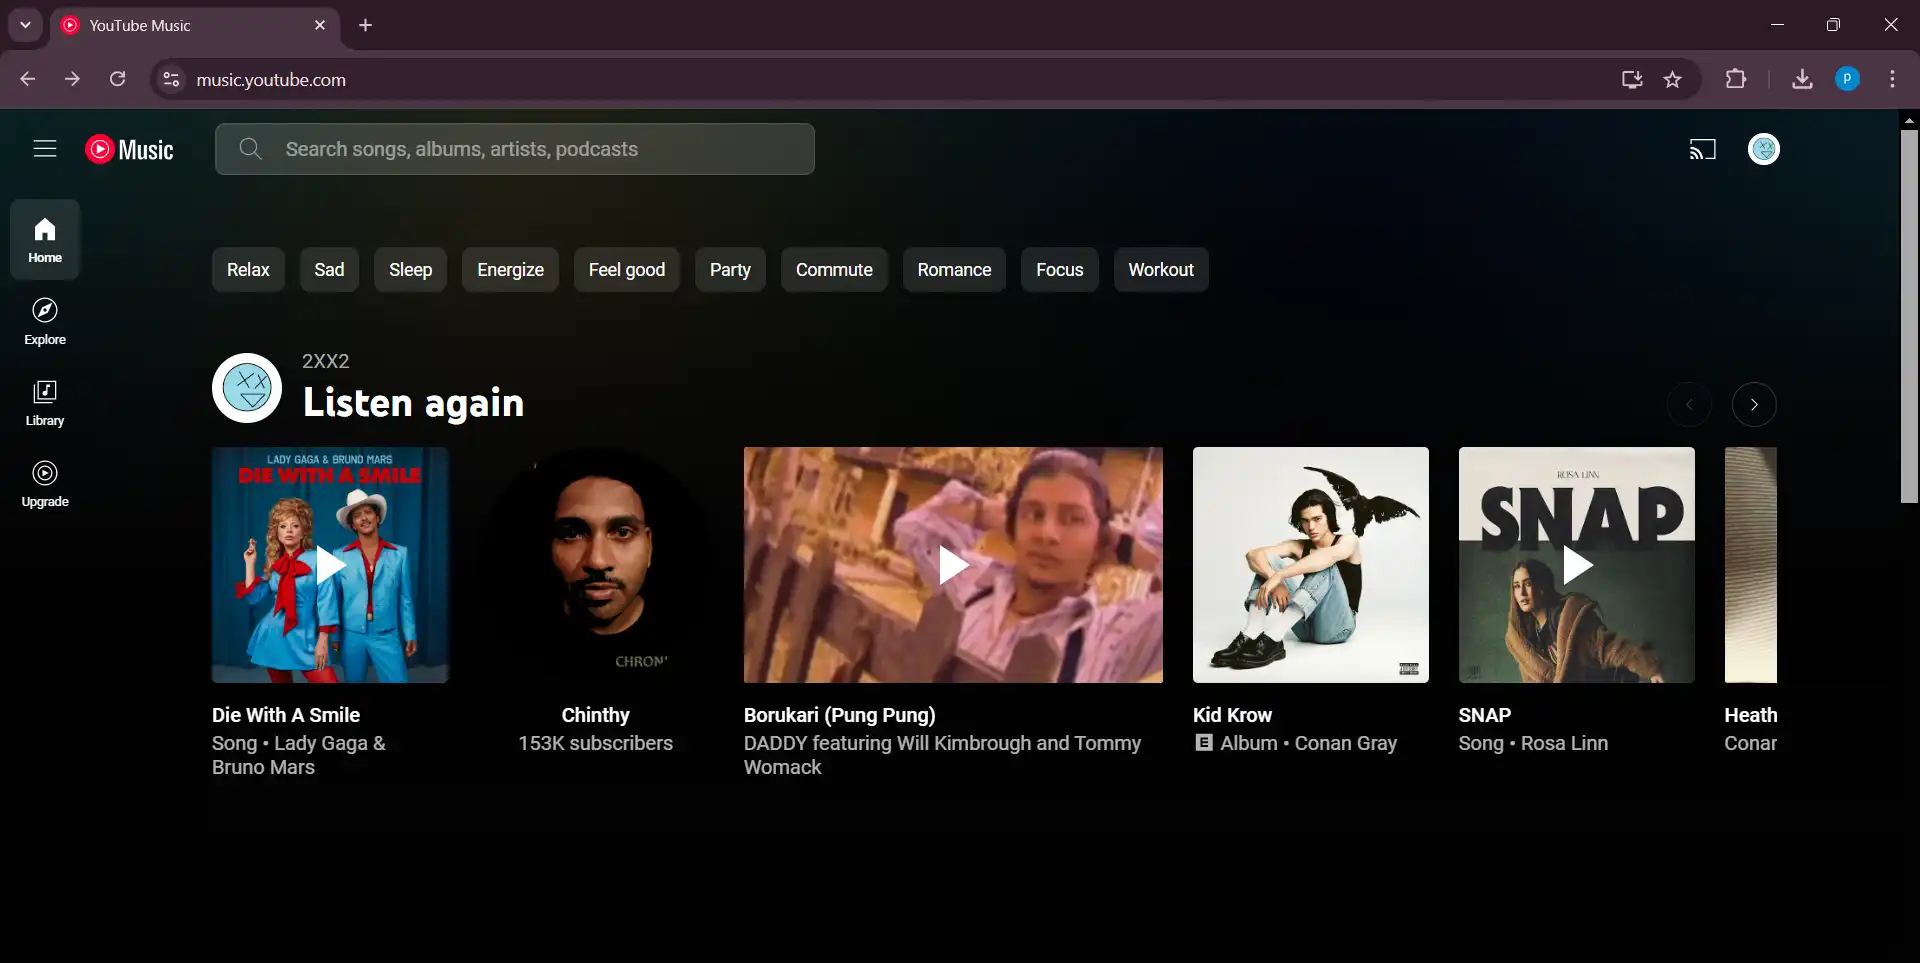 YouTube Music
music.youtube.com
Music
Search songs, albums, artists, podcasts
Home
Explore
Library
Upgrade
Relax
Sad
Sleep
Energize
Feel good
Party
Commute
Romance
Focus
Workout
2XX2
Listen again
LADY GAGA & BRUNO MARS
DIE WITH A SMILE
CHRON'
ROSA LINN
SNAP
Die With A Smile
Song • Lady Gaga &
Bruno Mars
Chinthy
153K subscribers
Borukari (Pung Pung)
DADDY featuring Will Kimbrough and Tommy
Womack
Kid Krow
E Album • Conan Gray
SNAP
Song • Rosa Linn
Heath
Conar